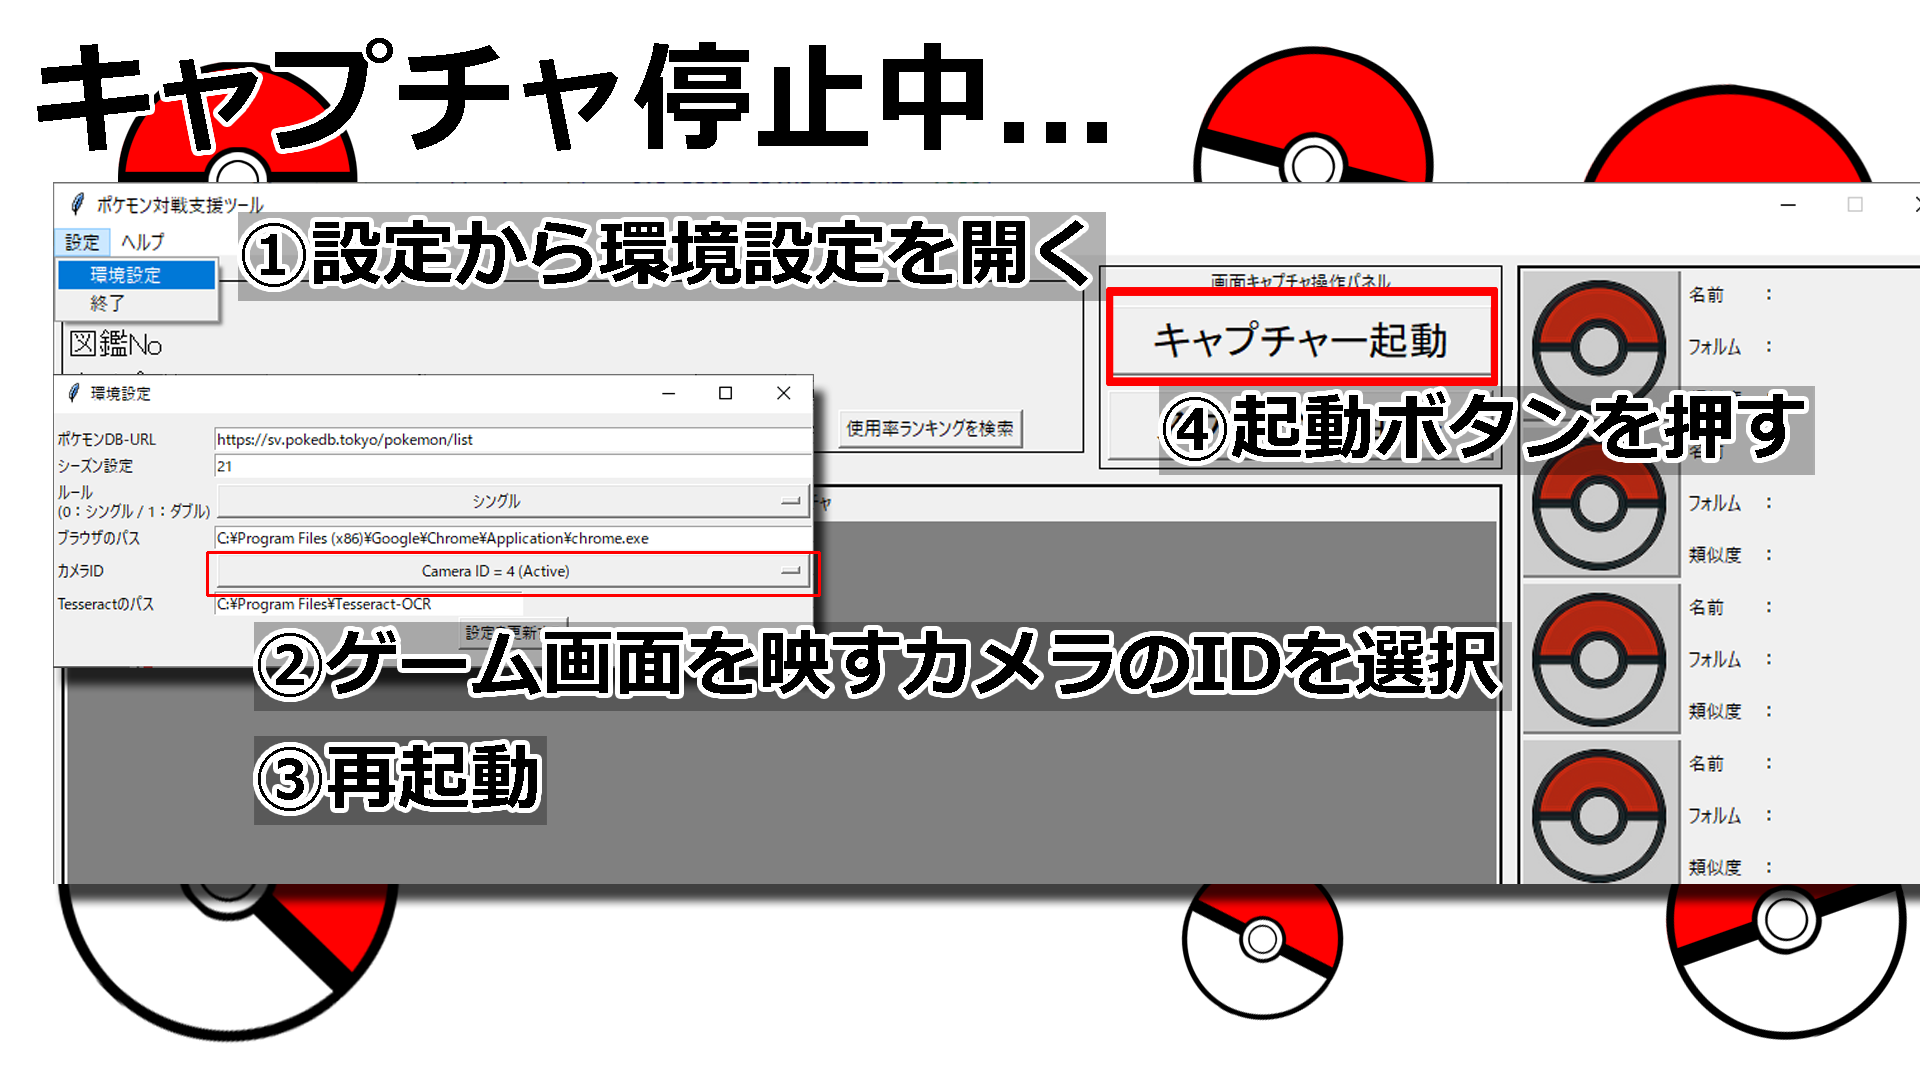 キャプチャ停止中...
ポケモン対戦支援ツール
設定 ヘルプ
①設定から環境設定を開く
環境設定
終了
画面キャプチャ操作パネル
キャプチャー起動
④起動ボタンを押す
図鑑No
使用率ランキングを検索
環境設定
ポケモンDB-URL https://sv.pokedb.tokyo/pokemon/list
シーズン設定 21
ルール
(0:シングル / 1:ダブル) シングル
ブラウザのパス C:¥Program Files (x86)¥Google¥Chrome¥Application¥chrome.exe
カメラID Camera ID = 4 (Active)
Tesseractのパス C:¥Program Files¥Tesseract-OCR
②ゲーム画面を映すカメラのIDを選択
③再起動
名前 :
フォルム :
名前
フォルム :
類似度 :
名前 :
フォルム :
類似度 :
名前 :
フォルム :
類似度 :